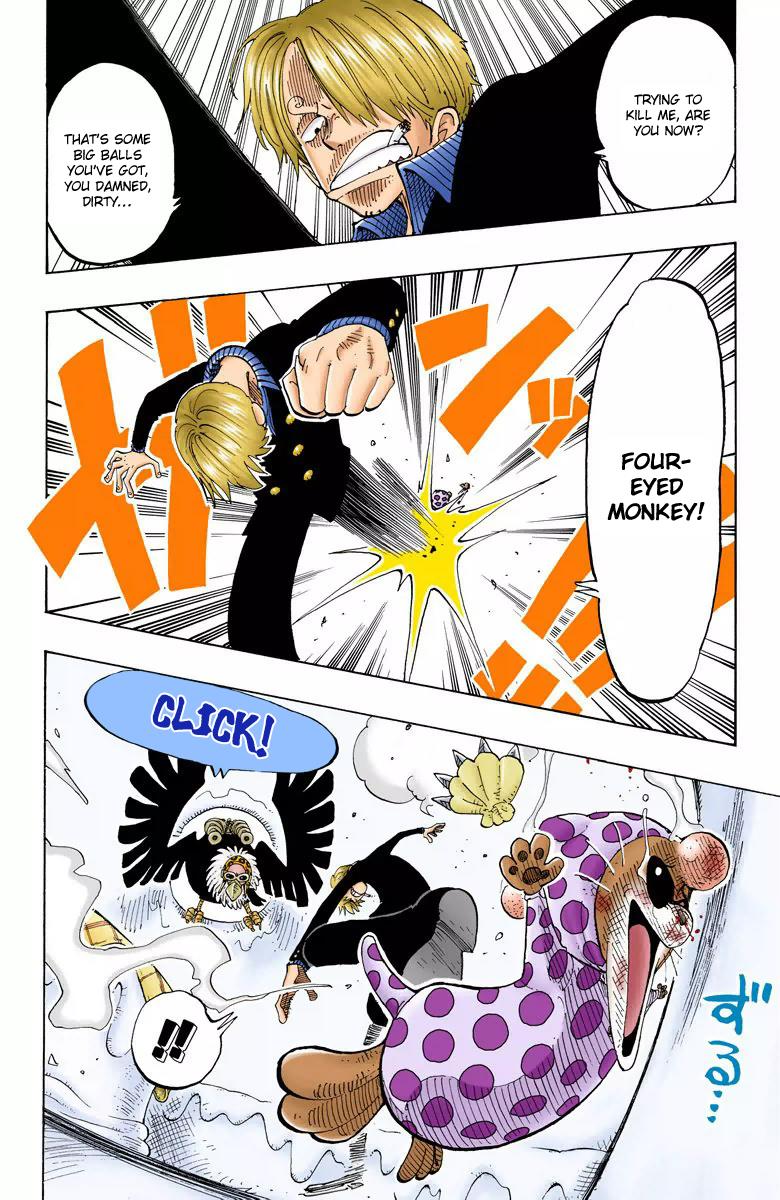 TRYING TO
KILL ME, ARE
YOU NOW?
THAT'S SOME
BIG BALLS
YOU'VE GOT,
YOU DAMNED,
DIRTY...
FOUR-
EYED
MONKEY!
CLICK!
!!